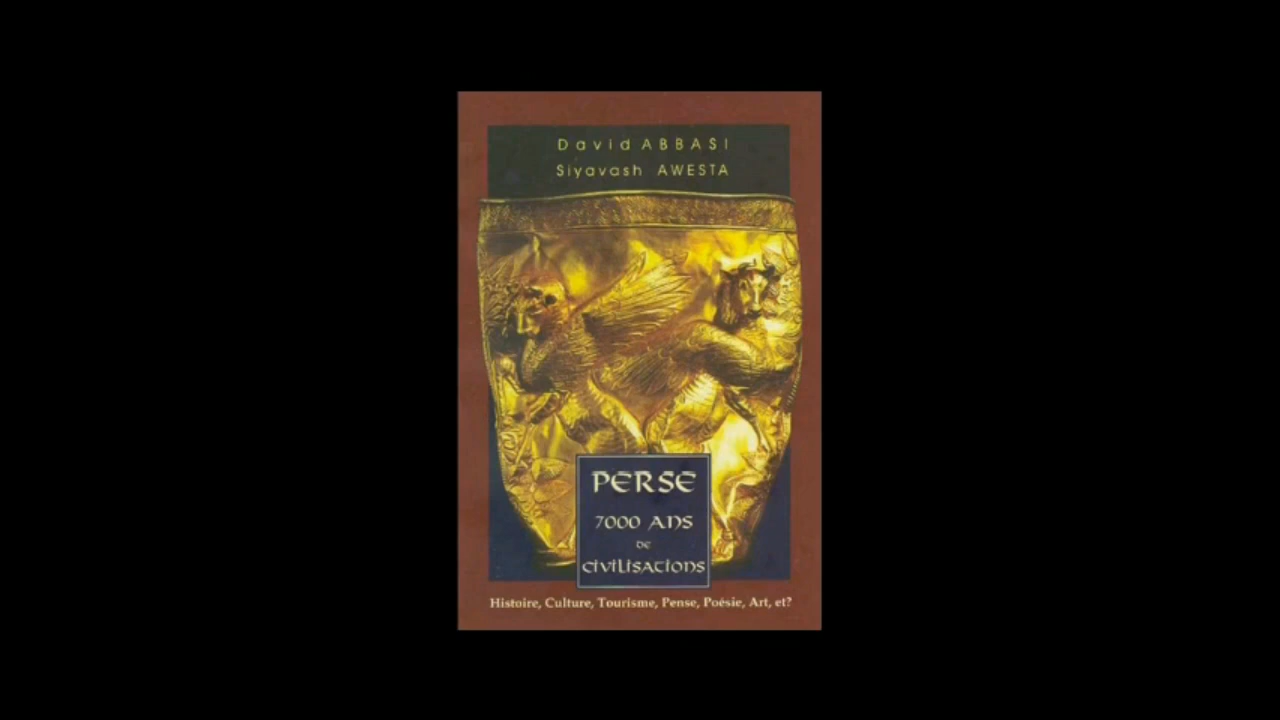 David ABBASI
Siyavash AWESTA
PERSE
7000 ANS
DE
CIVILISATIONS
Histoire, Culture, Tourisme, Pense, Poésie, Art, et?